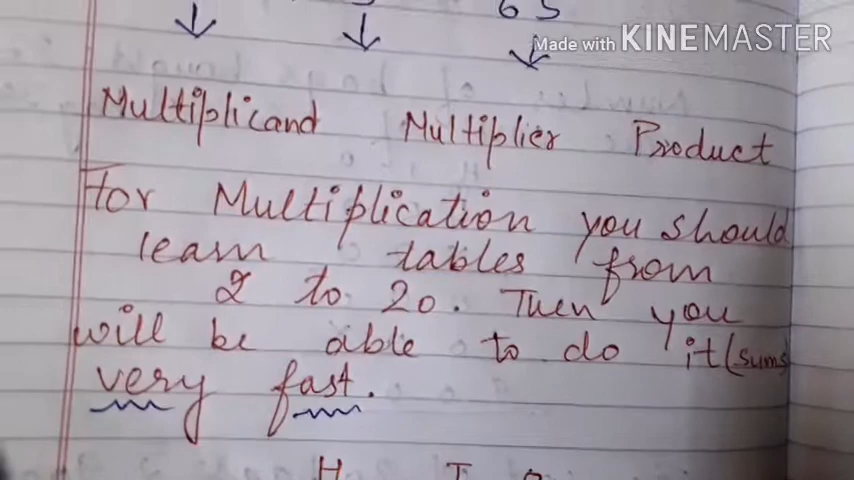 65
Made with KINEMASTER
Multiplicand Multiplier Product
For Multiplication you should
learn tables from
2 to 20. Then you
will be able to do it (sums
very fast.
H T O